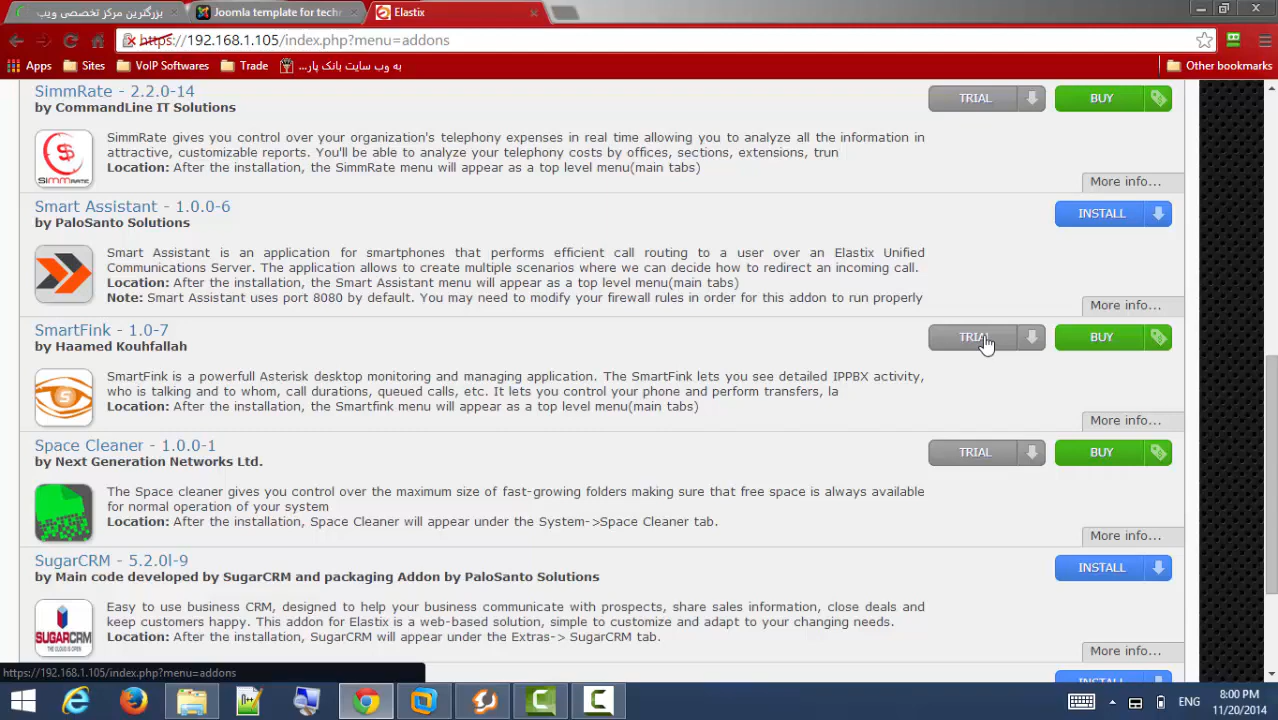 بزرگترین مرکز تخصصی ویپ
Joomla template for techn
Elastix
https://192.168.1.105/index.php?menu=addons
Apps
Sites
VoIP Softwares
Trade
به وب سایت بانک پار...
Other bookmarks
SimmRate - 2.2.0-14
by CommandLine IT Solutions
TRIAL
BUY
SimmRate gives you control over your organization's telephony expenses in real time allowing you to analyze all the information in
attractive, customizable reports. You'll be able to analyze your telephony costs by offices, sections, extensions, trun
Location: After the installation, the SimmRate menu will appear as a top level menu(main tabs)
SIMMRATE
More info...
Smart Assistant - 1.0.0-6
by PaloSanto Solutions
INSTALL
Smart Assistant is an application for smartphones that performs efficient call routing to a user over an Elastix Unified
Communications Server. The application allows to create multiple scenarios where we can decide how to redirect an incoming call.
Location: After the installation, the Smart Assistant menu will appear as a top level menu(main tabs)
Note: Smart Assistant uses port 8080 by default. You may need to modify your firewall rules in order for this addon to run properly
More info...
SmartFink - 1.0-7
by Haamed Kouhfallah
TRIAL
BUY
SmartFink is a powerfull Asterisk desktop monitoring and managing application. The SmartFink lets you see detailed IPPBX activity,
who is talking and to whom, call durations, queued calls, etc. It lets you control your phone and perform transfers, la
Location: After the installation, the Smartfink menu will appear as a top level menu(main tabs)
S
More info...
Space Cleaner - 1.0.0-1
by Next Generation Networks Ltd.
TRIAL
BUY
The Space cleaner gives you control over the maximum size of fast-growing folders making sure that free space is always available
for normal operation of your system
Location: After the installation, Space Cleaner will appear under the System->Space Cleaner tab.
More info...
SugarCRM - 5.2.0l-9
by Main code developed by SugarCRM and packaging Addon by PaloSanto Solutions
INSTALL
Easy to use business CRM, designed to help your business communicate with prospects, share sales information, close deals and
keep customers happy. This addon for Elastix is a web-based solution, simple to customize and adapt to your changing needs.
Location: After the installation, SugarCRM will appear under the Extras-> SugarCRM tab.
SUGARCRM
THE CLOUD IS OPEN
More info...
https://192.168.1.105/index.php?menu=addons
INSTALL
ENG
8:00 PM
11/20/2014